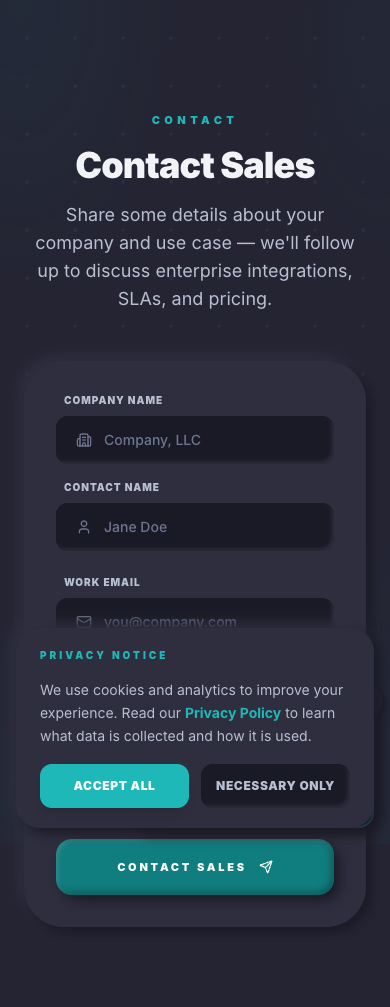 CONTACT
Contact Sales
Share some details about your
company and use case — we'll follow
up to discuss enterprise integrations,
SLAs, and pricing.
COMPANY NAME
Company, LLC
CONTACT NAME
Jane Doe
WORK EMAIL
you@company.com
PRIVACY NOTICE
We use cookies and analytics to improve your
experience. Read our Privacy Policy to learn
what data is collected and how it is used.
ACCEPT ALL
NECESSARY ONLY
CONTACT SALES